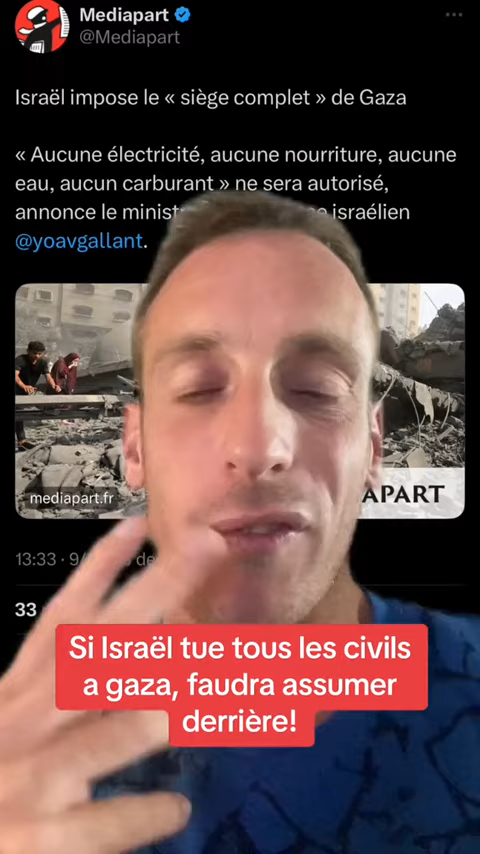 Mediapart
@Mediapart
Israël impose le « siège complet » de Gaza
« Aucune électricité, aucune nourriture, aucune
eau, aucun carburant » ne sera autorisé,
annonce le israélien
@yoavgallant.
mediapart.fr
APART
13:33 · 9/
33
Si Israël tue tous les civils
a gaza, faudra assumer
derrière!